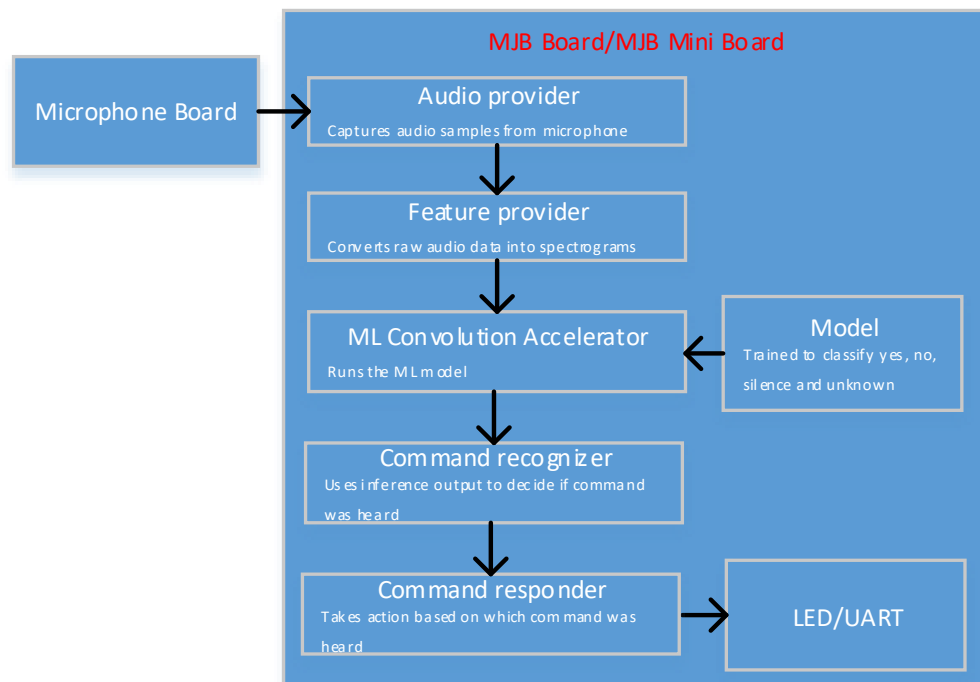 MJB Board/MJB Mini Board
Microphone Board
Audio provider
Captures audio samples from microphone
Feature provider
Converts raw audio data into spectrograms
ML Convolution Accelerator
Runs the ML model
Model
Trained to classify yes, no,
silence and unknown
Command recognizer
Uses inference output to decide if command
was heard
Command responder
Takes action based on which command was
heard
LED/UART